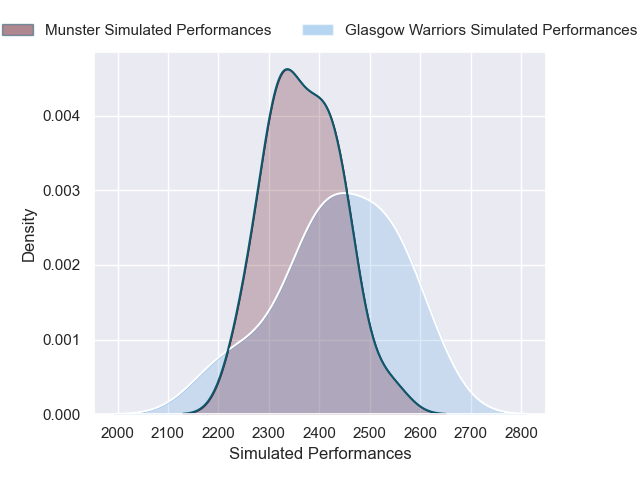 Munster Simulated Performances Glasgow Warriors Simulated Performances
0.004
0.003
0.002
0.001
0.000
Density
2000 2100 2200 2300 2400 2500 2600 2700 2800
Simulated Performances